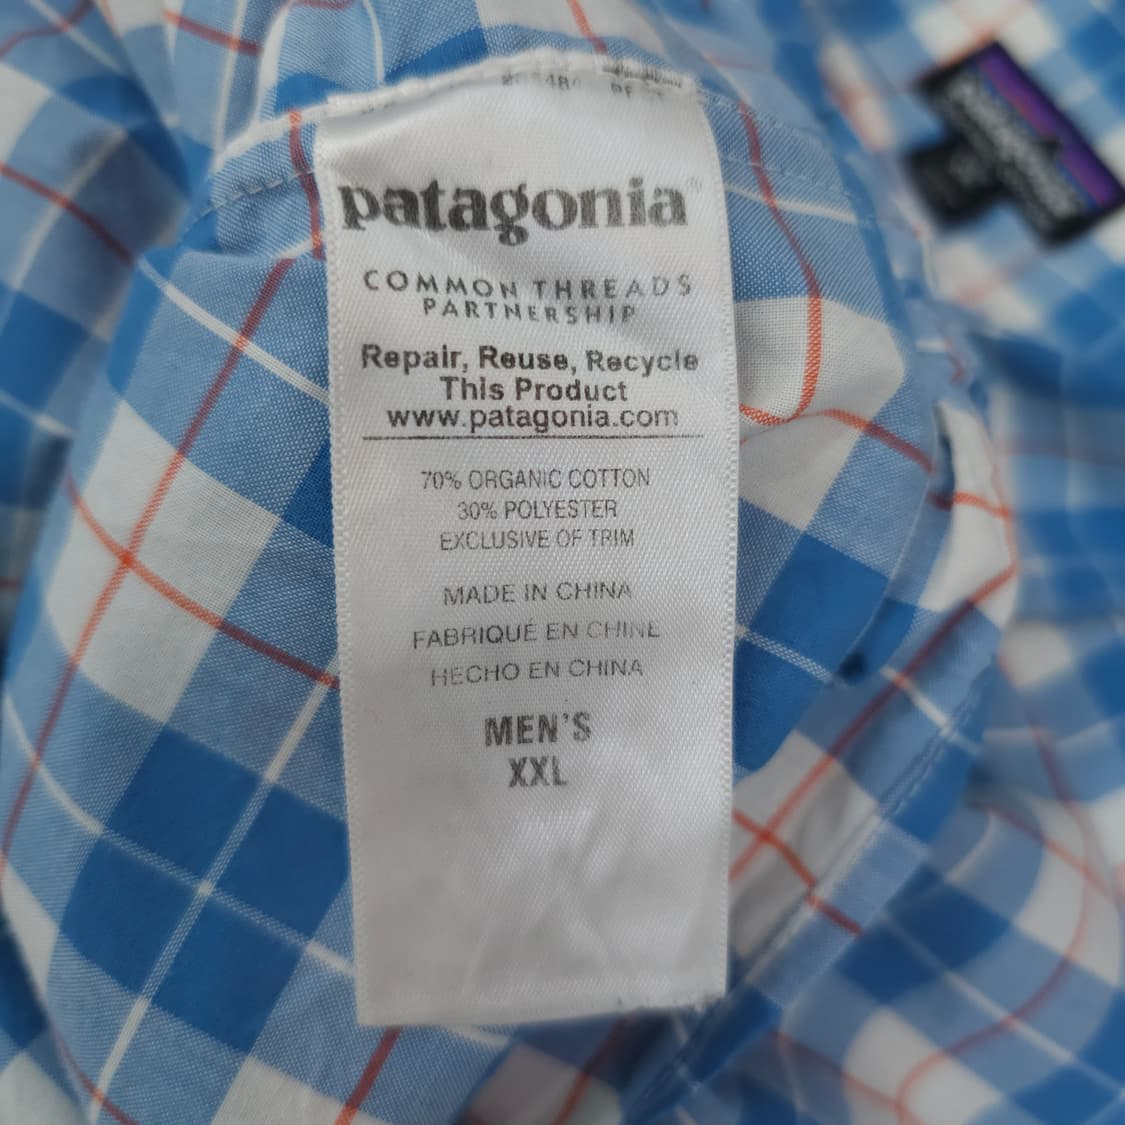 patagonia®
COMMON THREADS
PARTNERSHIP
Repair, Reuse, Recycle
This Product
www.patagonia.com
70% ORGANIC COTTON
30% POLYESTER
EXCLUSIVE OF TRIM
MADE IN CHINA
FABRIQUÉ EN CHINE
HECHO EN CHINA
MEN'S
XXL